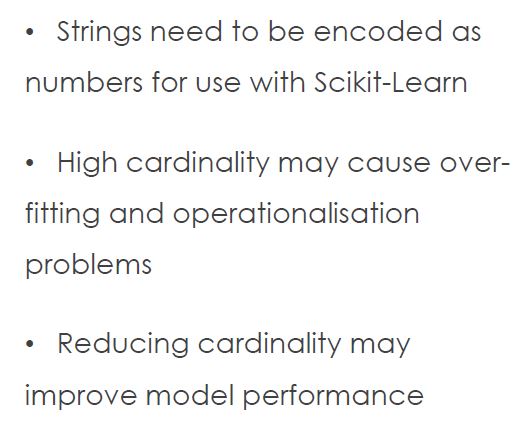 • Strings need to be encoded as
numbers for use with Scikit-Learn
• High cardinality may cause over-
fitting and operationalisation
problems
• Reducing cardinality may
improve model performance